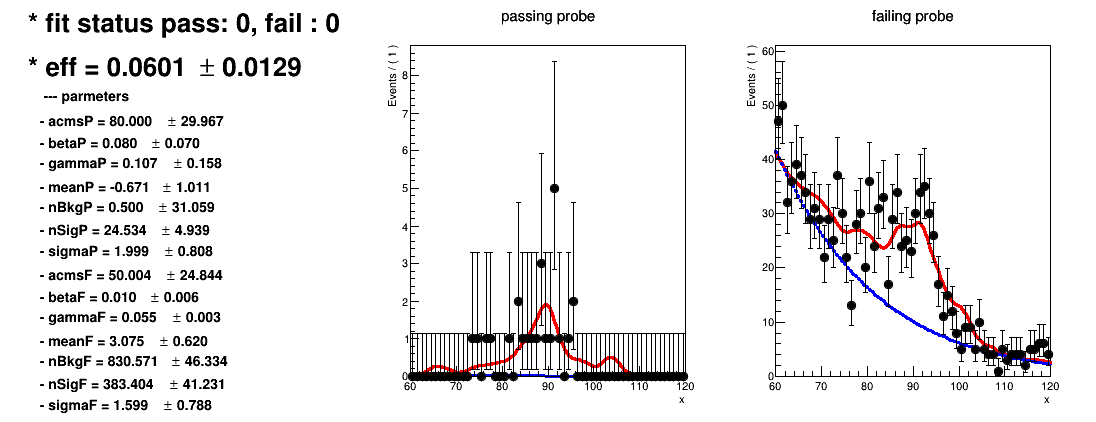 * fit status pass: 0, fail : 0
* eff = 0.0601 ± 0.0129
--- parmeters
- acmsP = 80.000 ± 29.967
- betaP = 0.080 ± 0.070
- gammaP = 0.107 ± 0.158
- meanP = -0.671 ± 1.011
- nBkgP = 0.500 ± 31.059
- nSigP = 24.534 ± 4.939
- sigmaP = 1.999 ± 0.808
- acmsF = 50.004 ± 24.844
- betaF = 0.010 ± 0.006
- gammaF = 0.055 ± 0.003
- meanF = 3.075 ± 0.620
- nBkgF = 830.571 ± 46.334
- nSigF = 383.404 ± 41.231
- sigmaF = 1.599 ± 0.788
passing probe
Events / ( 1 )
8
7
6
5
4
3
2
1
0
60 70 80 90 100 110 120
x
failing probe
Events / ( 1 )
60
50
40
30
20
10
0
60 70 80 90 100 110 120
x